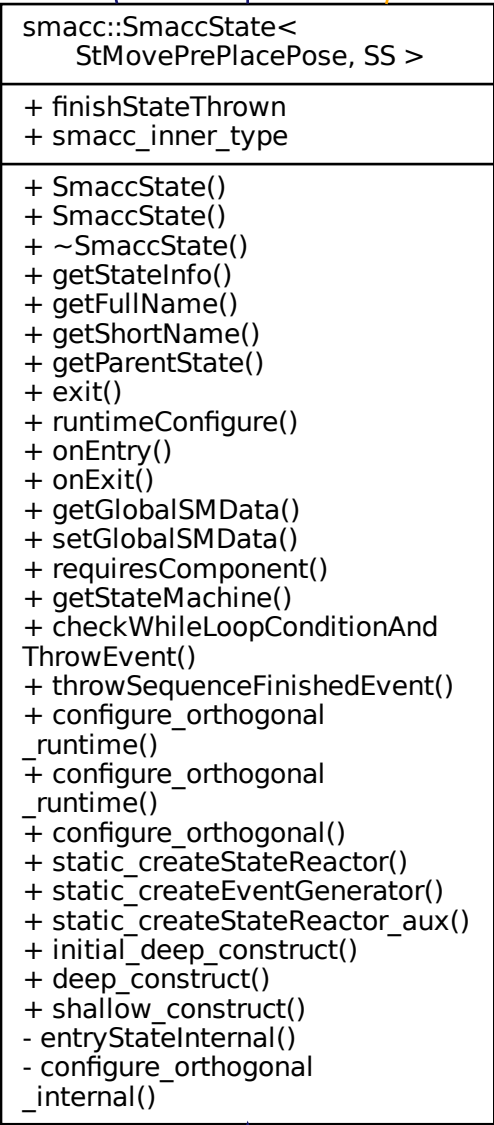 smacc::SmaccState<
StMovePrePlacePose, SS >
+ finishStateThrown
+ smacc_inner_type
+ SmaccState()
+ SmaccState()
+ ~SmaccState()
+ getStateInfo()
+ getFullName()
+ getShortName()
+ getParentState()
+ exit()
+ runtimeConfigure()
+ onEntry()
+ onExit()
+ getGlobalSMData()
+ setGlobalSMData()
+ requiresComponent()
+ getStateMachine()
+ checkWhileLoopConditionAnd
ThrowEvent()
+ throwSequenceFinishedEvent()
+ configure_orthogonal
_runtime()
+ configure_orthogonal
_runtime()
+ configure_orthogonal()
+ static_createStateReactor()
+ static_createEventGenerator()
+ static_createStateReactor_aux()
+ initial_deep_construct()
+ deep_construct()
+ shallow_construct()
- entryStateInternal()
- configure_orthogonal
_internal()